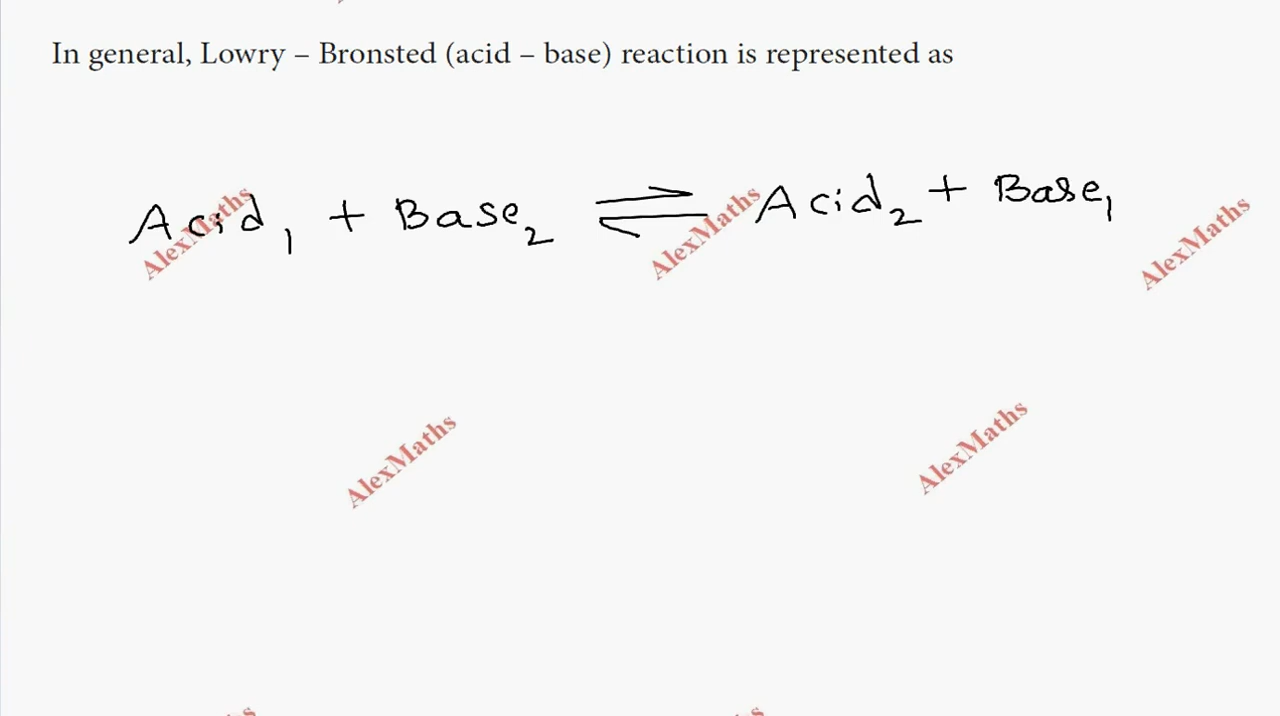 In general, Lowry – Bronsted (acid – base) reaction is represented as
Acid₁ + Base₂ ⇌ Acid₂ + Base₁
AlexMaths
AlexMaths
AlexMaths
AlexMaths
AlexMaths